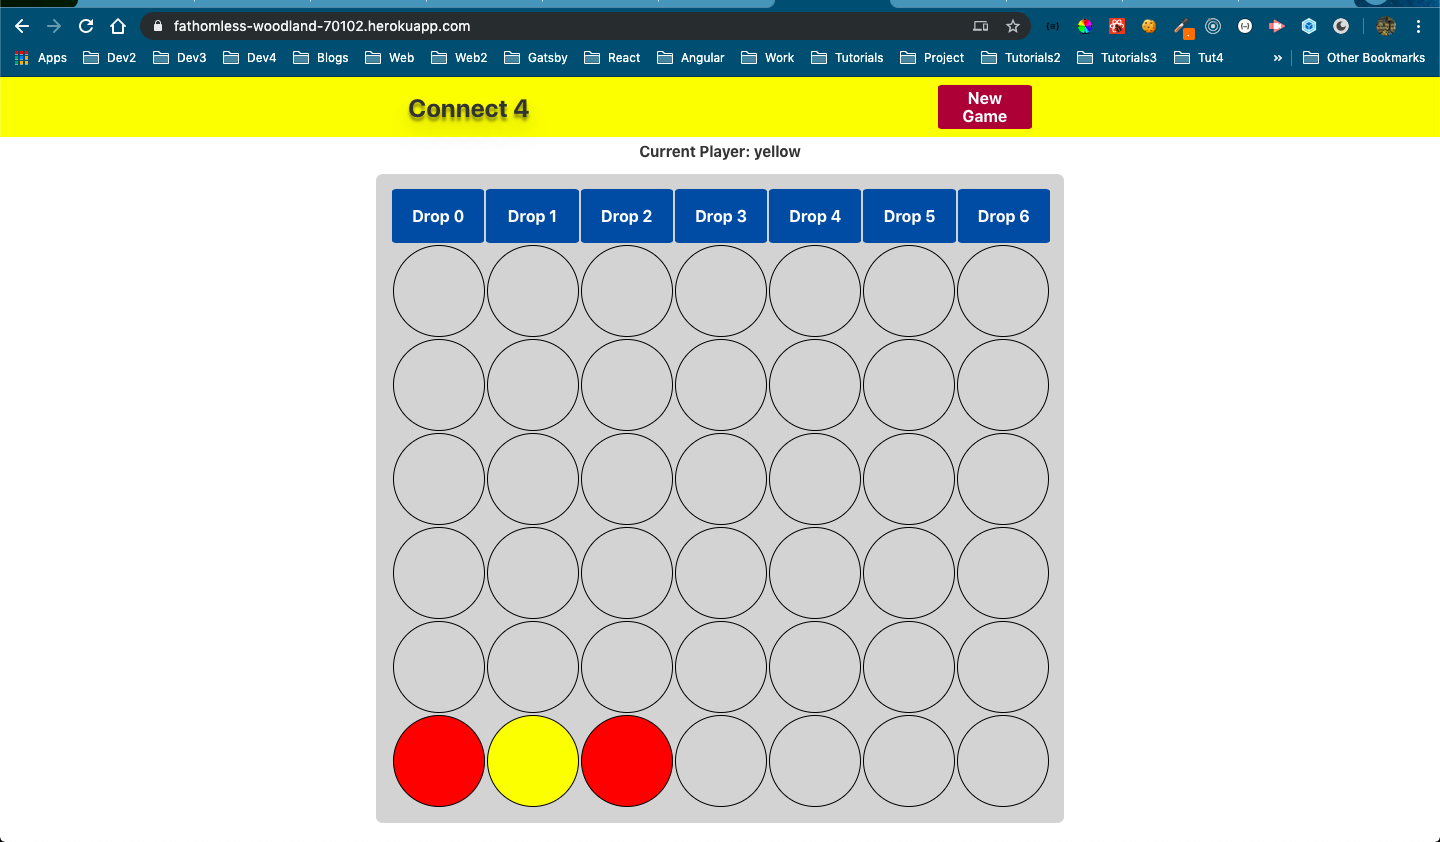 fathomless-woodland-70102.herokuapp.com
Apps Dev2 Dev3 Dev4 Blogs Web Web2 Gatsby React Angular Work Tutorials Project Tutorials2 Tutorials3 Tut4 » Other Bookmarks
Connect 4
New
Game
Current Player: yellow
Drop 0 Drop 1 Drop 2 Drop 3 Drop 4 Drop 5 Drop 6